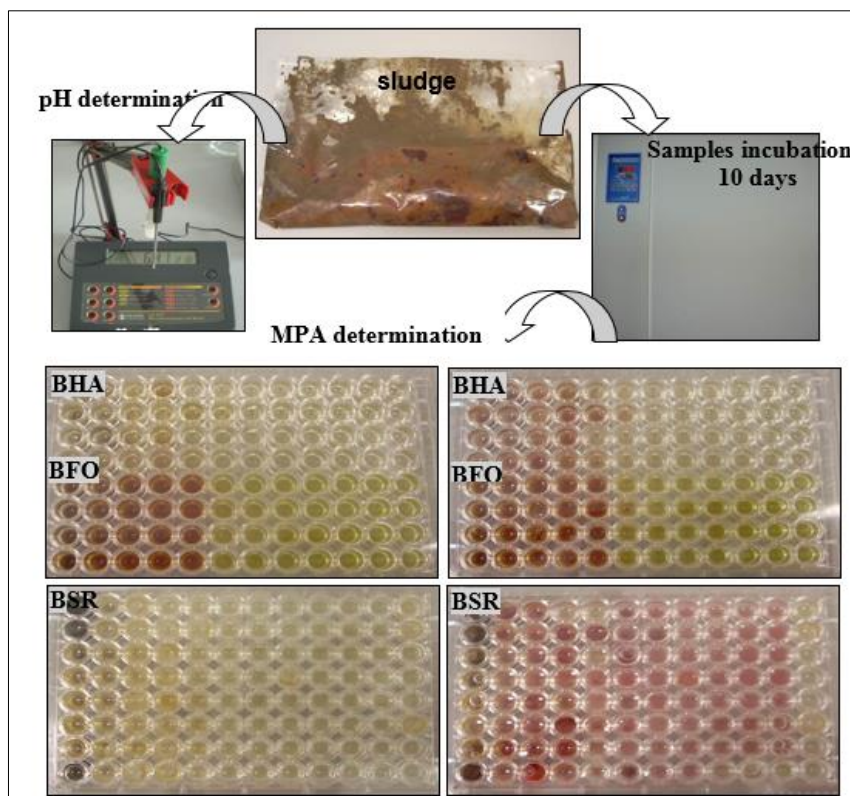 sludge
pH determination
Samples incubation
10 days
MPA determination
BHA
BHA
BFO
BFO
BSR
BSR